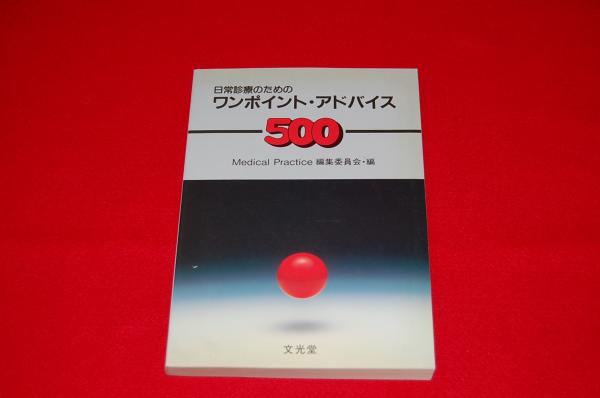 日常診療のための
ワンポイント・アドバイス
500
Medical Practice 編集委員会・編
文光堂